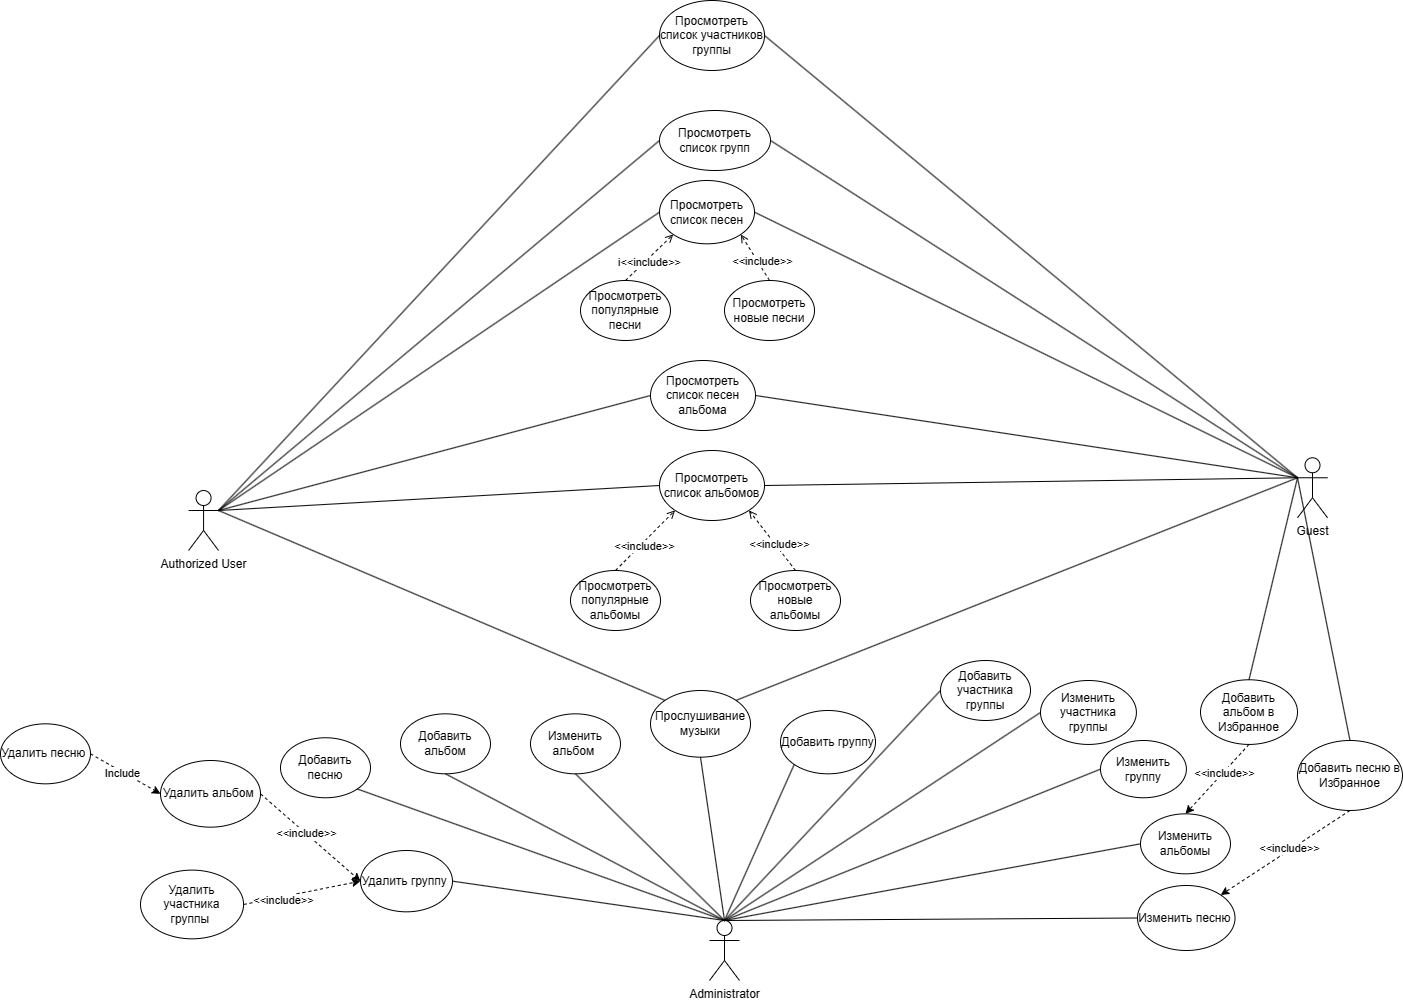 Просмотреть
список участников
группы
Просмотреть
список групп
Просмотреть
список песен
i<<include>>
<<include>>
Просмотреть
популярные
песни
Просмотреть
новые песни
Просмотреть
список песен
альбома
Просмотреть
список альбомов
Authorized User
Guest
<<include>>
<<include>>
Просмотреть
популярные
альбомы
Просмотреть
новые
альбомы
Прослушивание
музыки
Добавить
участника
группы
Изменить
участника
группы
Добавить
альбом в
Избранное
Удалить песню
Include
Удалить альбом
Добавить
песню
Добавить
альбом
Изменить
альбом
Добавить группу
Изменить
группу
<<include>>
Добавить песню в
Избранное
<<include>>
Изменить
альбомы
<<include>>
Удалить группу
Удалить
участника
группы
<<include>>
Изменить песню
Administrator